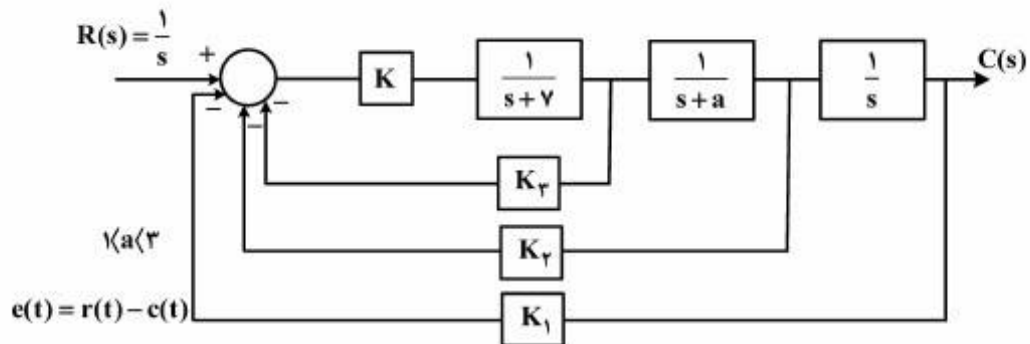 R(s) = ۱/s
+
−
−
−
K
۱/(s + ۷)
۱/(s + a)
۱/s
C(s)
K۳
۱⟨a⟨۳
K۲
e(t) = r(t) − c(t)
K۱